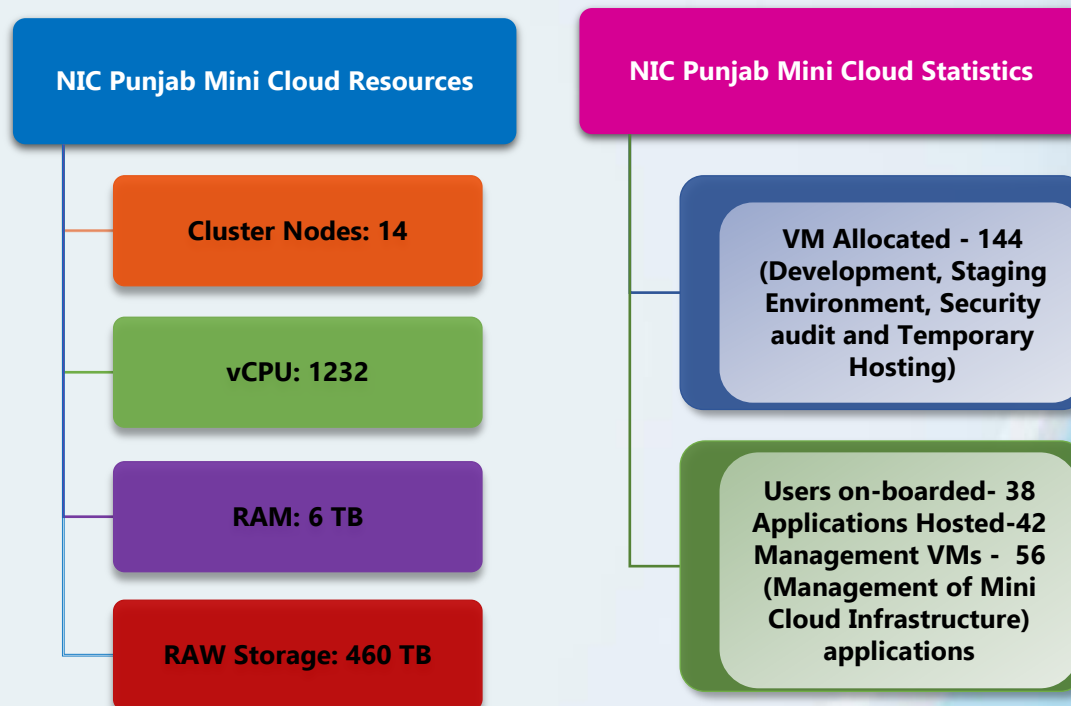 NIC Punjab Mini Cloud Resources
Cluster Nodes: 14
vCPU: 1232
RAM: 6 TB
RAW Storage: 460 TB
NIC Punjab Mini Cloud Statistics
VM Allocated - 144
(Development, Staging
Environment, Security
audit and Temporary
Hosting)
Users on-boarded- 38
Applications Hosted-42
Management VMs -  56
(Management of Mini
Cloud Infrastructure)
applications